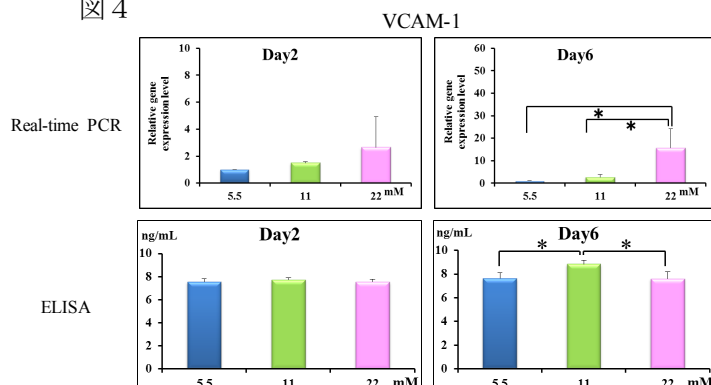 図４
VCAM-1
Real-time PCR
Day2
Relative gene
expression level
10
8
6
4
2
0
5.5 11 22 mM
Day6
Relative gene
expression level
60
50
40
30
20
10
0
*
*
5.5 11 22 mM
ELISA
ng/mL
Day2
10
8
6
4
2
0
5.5 11 22 mM
ng/mL
Day6
10
8
6
4
2
0
* *
5.5 11 22 mM